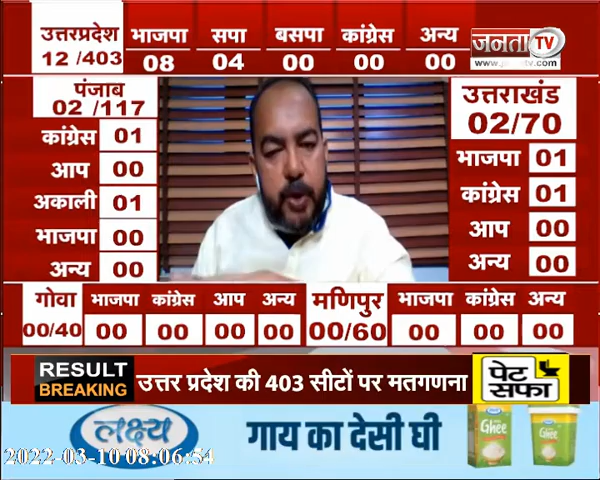 उत्तरप्रदेश भाजपा सपा बसपा कांग्रेस अन्य
12 /403 08 04 00 00 00
जनता TV
पंजाब
02 /117
कांग्रेस 01
आप 00
अकाली 01
भाजपा 00
अन्य 00
उत्तराखंड
02/70
भाजपा 01
कांग्रेस 01
आप 00
अन्य 00
गोवा भाजपा कांग्रेस आप अन्य
00/40 00 00 00 00
मणिपुर भाजपा कांग्रेस अन्य
00/60 00 00 00
RESULT
BREAKING
उत्तर प्रदेश की 403 सीटों पर मतगणना
पेट
सफा
लक्ष्य
गाय का देसी घी
Ghee
Ghee
2022-03-10 08:06:54